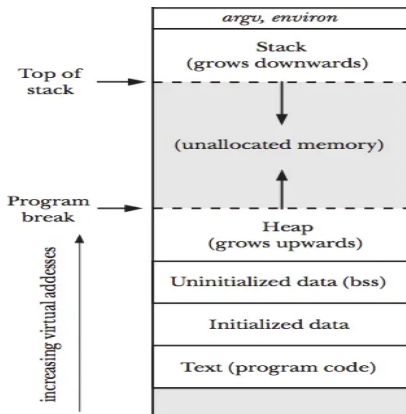 argv, environ
Stack
(grows downwards)
Top of
stack
(unallocated memory)
Program
break
Heap
(grows upwards)
Uninitialized data (bss)
Initialized data
Text (program code)
increasing virtual addesses